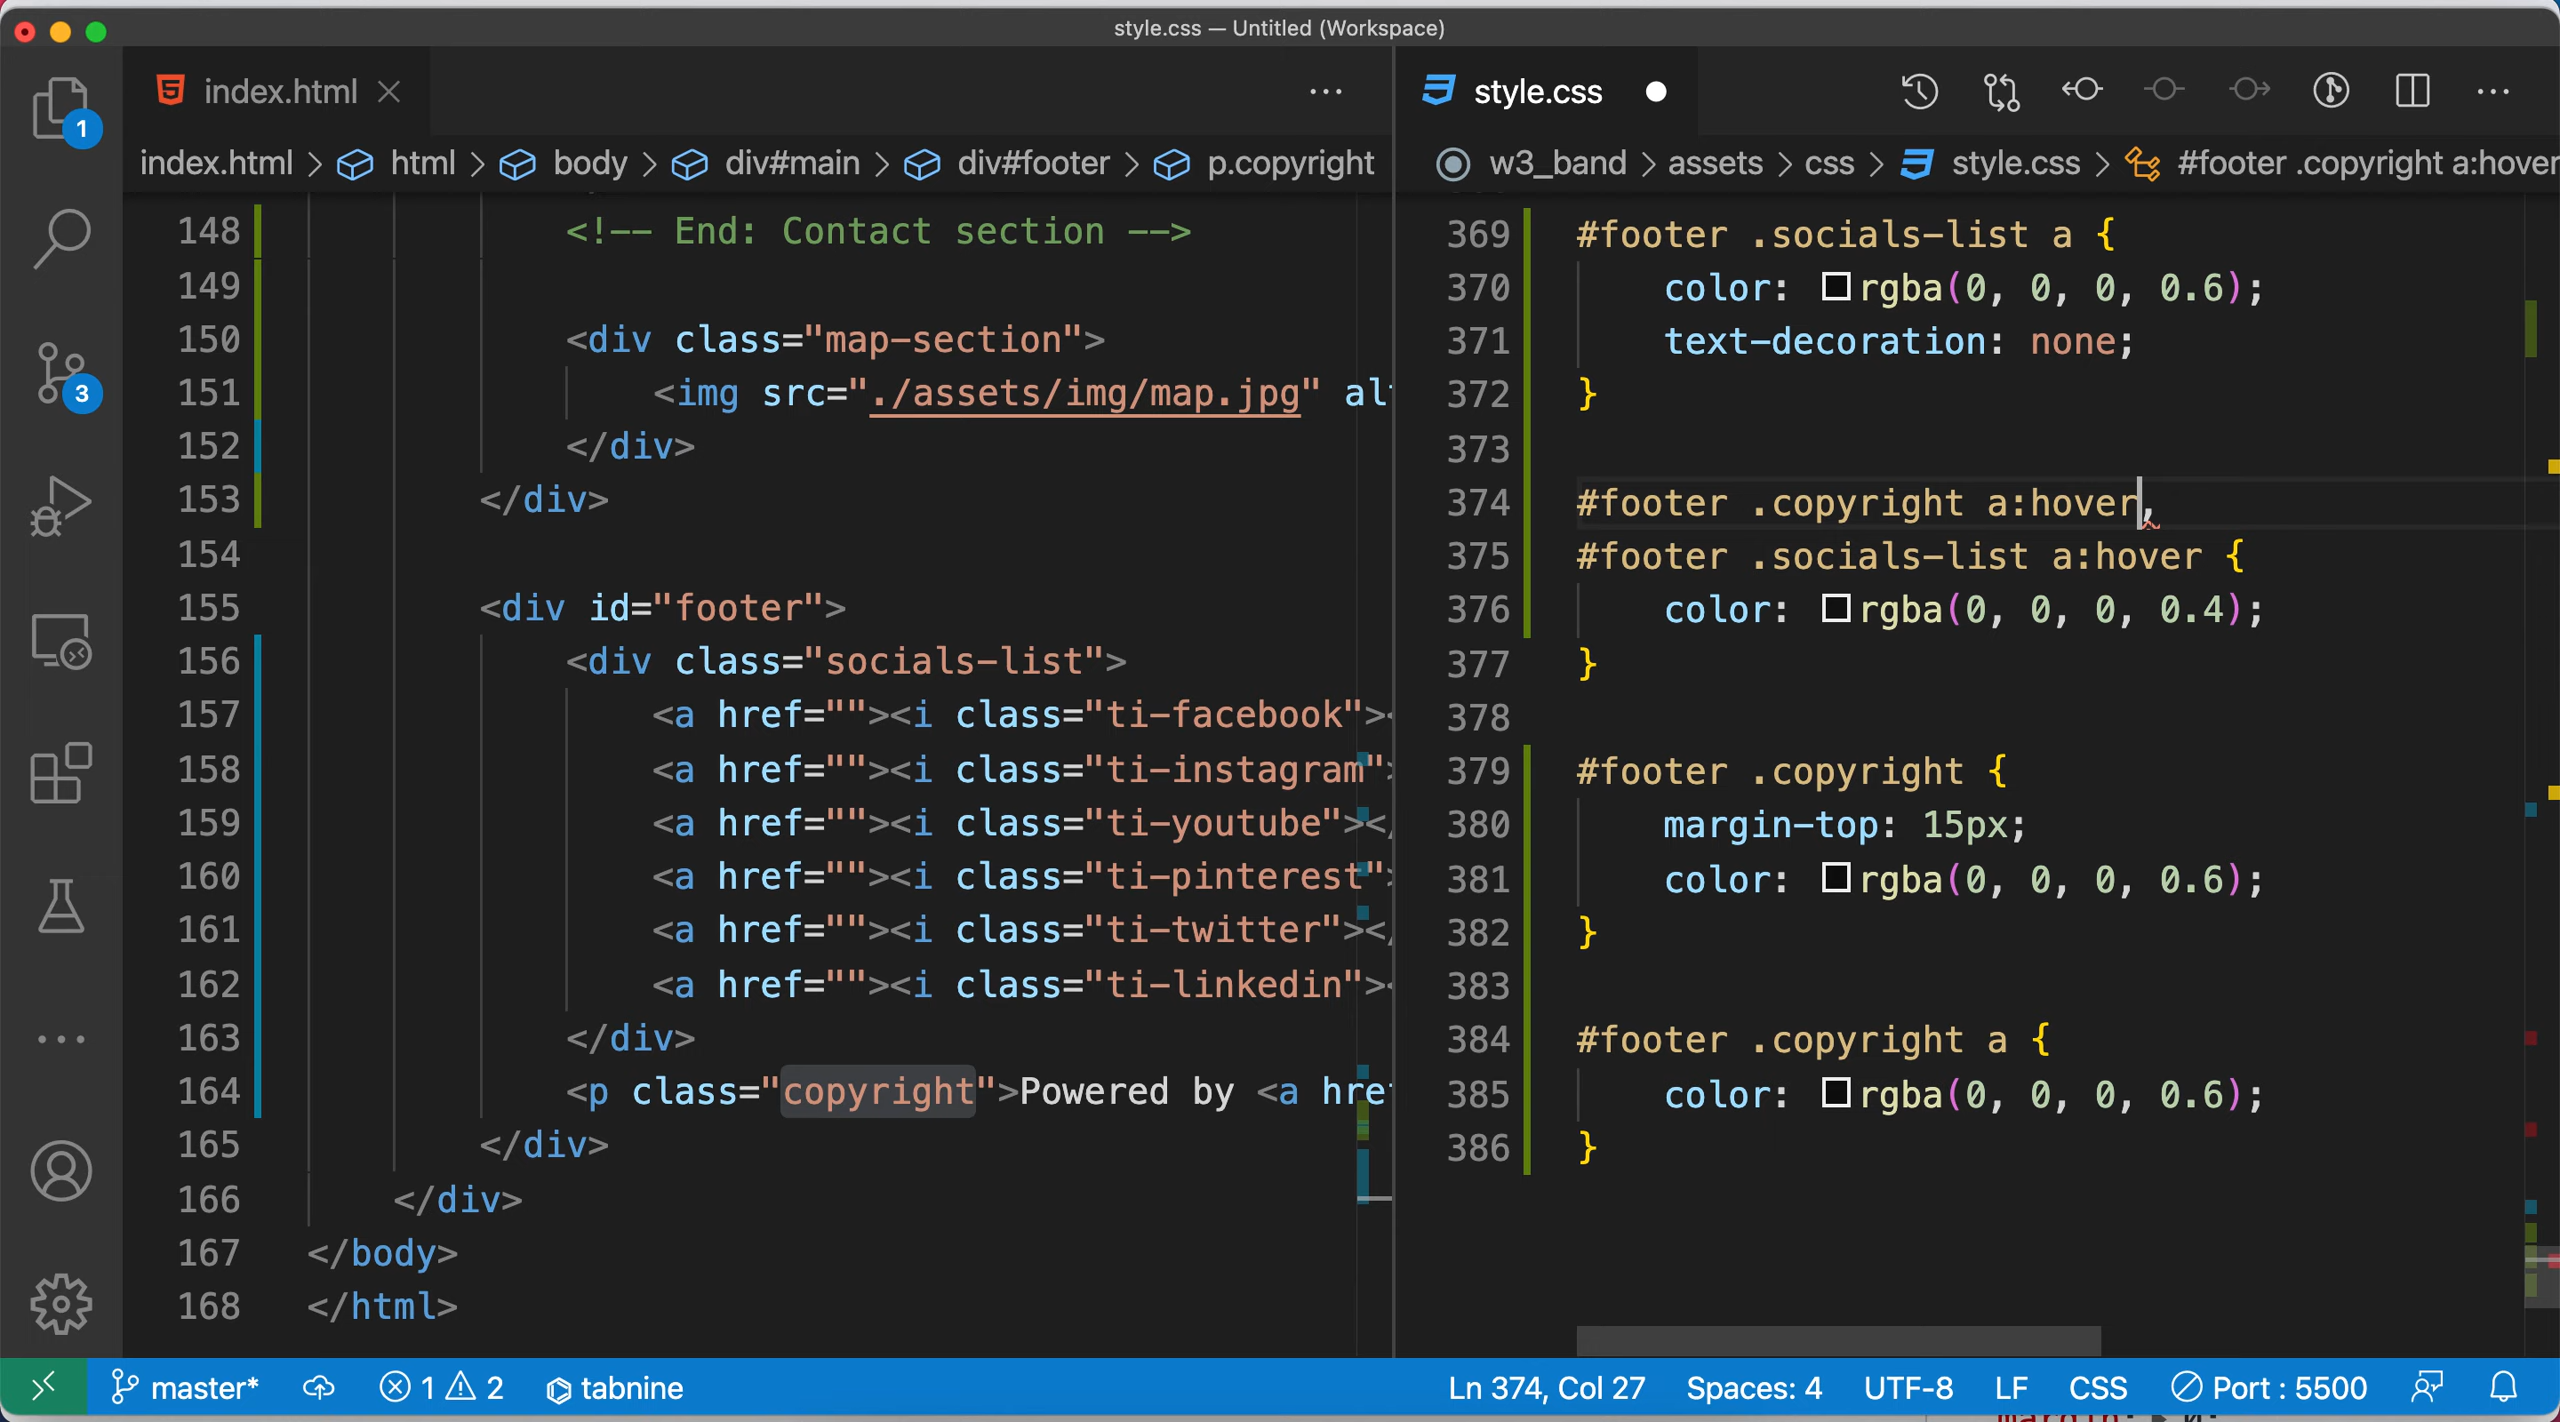 style.css — Untitled (Workspace)
index.html
style.css
index.html > html > body > div#main > div#footer > p.copyright
w3_band > assets > css > style.css > #footer .copyright a:hover
1
3
148 <!-- End: Contact section -->
149
150 <div class="map-section">
151 <img src="./assets/img/map.jpg" alt
152 </div>
153 </div>
154
155 <div id="footer">
156 <div class="socials-list">
157 <a href=""><i class="ti-facebook"><
158 <a href=""><i class="ti-instagram">
159 <a href=""><i class="ti-youtube"></
160 <a href=""><i class="ti-pinterest">
161 <a href=""><i class="ti-twitter"></
162 <a href=""><i class="ti-linkedin"><
163 </div>
164 <p class="copyright">Powered by <a hre
165 </div>
166 </div>
167 </body>
168 </html>
369 #footer .socials-list a {
370 color: rgba(0, 0, 0, 0.6);
371 text-decoration: none;
372 }
373
374 #footer .copyright a:hover,
375 #footer .socials-list a:hover {
376 color: rgba(0, 0, 0, 0.4);
377 }
378
379 #footer .copyright {
380 margin-top: 15px;
381 color: rgba(0, 0, 0, 0.6);
382 }
383
384 #footer .copyright a {
385 color: rgba(0, 0, 0, 0.6);
386 }
master* 1 2 tabnine Ln 374, Col 27 Spaces: 4 UTF-8 LF CSS Port : 5500